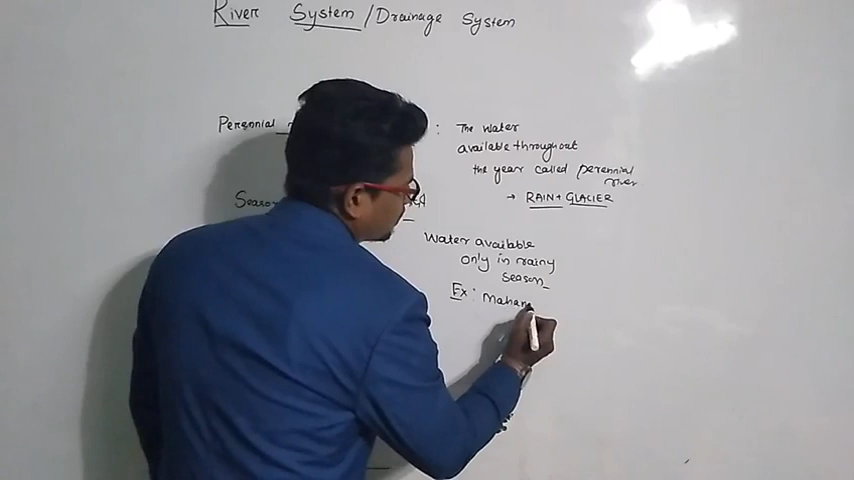 River System / Drainage System
Perennial : The water
available throughout
the year called perennial
river
→ RAIN + GLACIER
Water available
only in rainy
season
Ex: Mahan